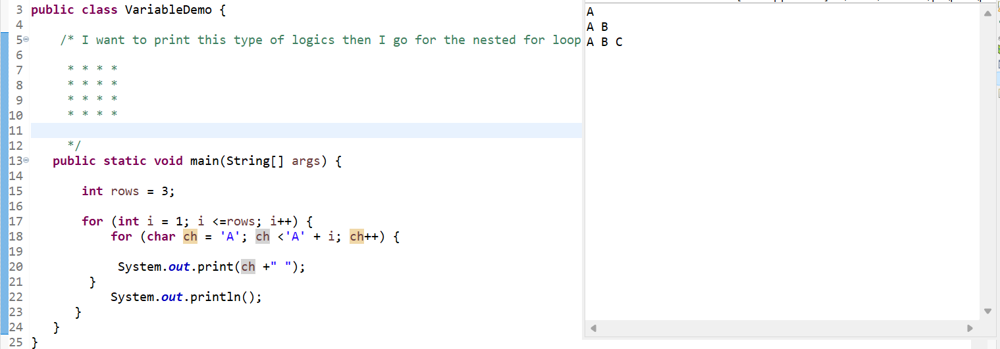 3 public class VariableDemo {
4
5 /* I want to print this type of logics then I go for the nested for loop
6
7 * * * *
8 * * * *
9 * * * *
10 * * * *
11
12 */
13 public static void main(String[] args) {
14
15 int rows = 3;
16
17 for (int i = 1; i <=rows; i++) {
18 for (char ch = 'A'; ch <'A' + i; ch++) {
19
20 System.out.print(ch +" ");
21 }
22 System.out.println();
23 }
24 }
25 }
A
A B
A B C